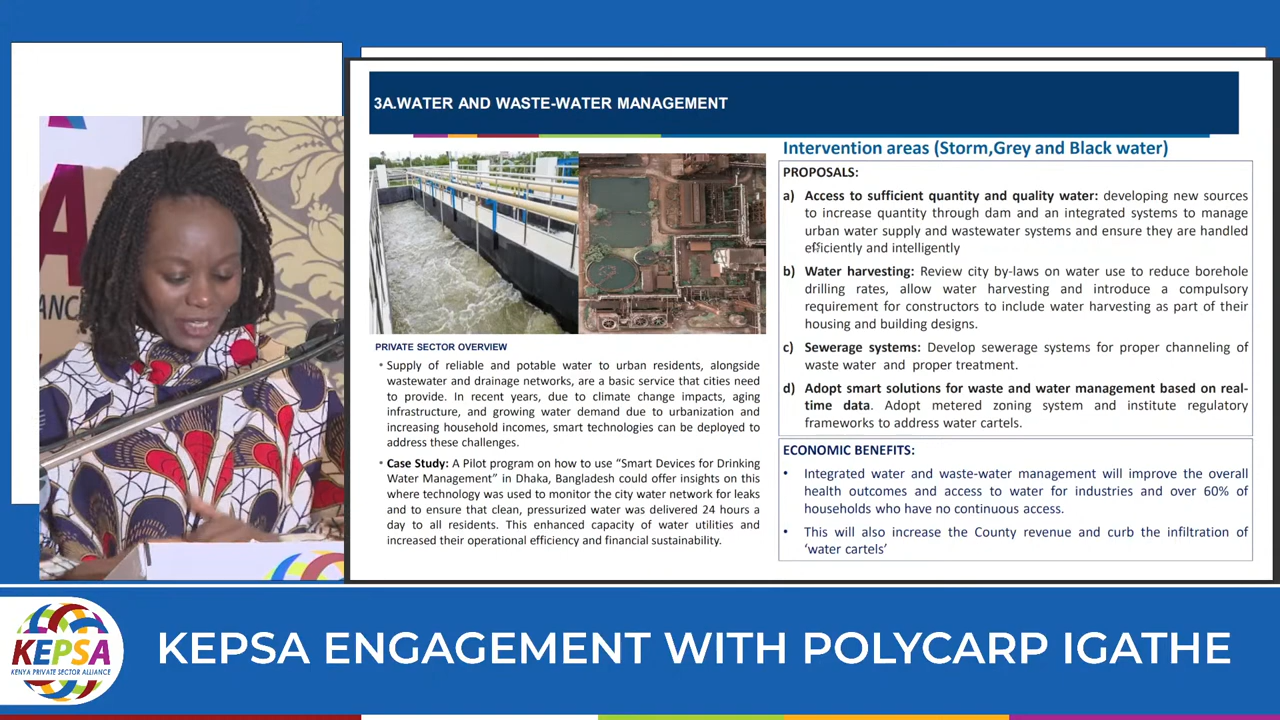 A
ANC
3A.WATER AND WASTE-WATER MANAGEMENT
PRIVATE SECTOR OVERVIEW
• Supply of reliable and potable water to urban residents, alongside
wastewater and drainage networks, are a basic service that cities need
to provide. In recent years, due to climate change impacts, aging
infrastructure, and growing water demand due to urbanization and
increasing household incomes, smart technologies can be deployed to
address these challenges.
• Case Study: A Pilot program on how to use “Smart Devices for Drinking
Water Management” in Dhaka, Bangladesh could offer insights on this
where technology was used to monitor the city water network for leaks
and to ensure that clean, pressurized water was delivered 24 hours a
day to all residents. This enhanced capacity of water utilities and
increased their operational efficiency and financial sustainability.
Intervention areas (Storm,Grey and Black water)
PROPOSALS:
a) Access to sufficient quantity and quality water: developing new sources
to increase quantity through dam and an integrated systems to manage
urban water supply and wastewater systems and ensure they are handled
efficiently and intelligently
b) Water harvesting: Review city by-laws on water use to reduce borehole
drilling rates, allow water harvesting and introduce a compulsory
requirement for constructors to include water harvesting as part of their
housing and building designs.
c) Sewerage systems: Develop sewerage systems for proper channeling of
waste water and proper treatment.
d) Adopt smart solutions for waste and water management based on real-
time data. Adopt metered zoning system and institute regulatory
frameworks to address water cartels.
ECONOMIC BENEFITS:
• Integrated water and waste-water management will improve the overall
health outcomes and access to water for industries and over 60% of
households who have no continuous access.
• This will also increase the County revenue and curb the infiltration of
‘water cartels’
KEPSA
KENYA PRIVATE SECTOR ALLIANCE
KEPSA ENGAGEMENT WITH POLYCARP IGATHE